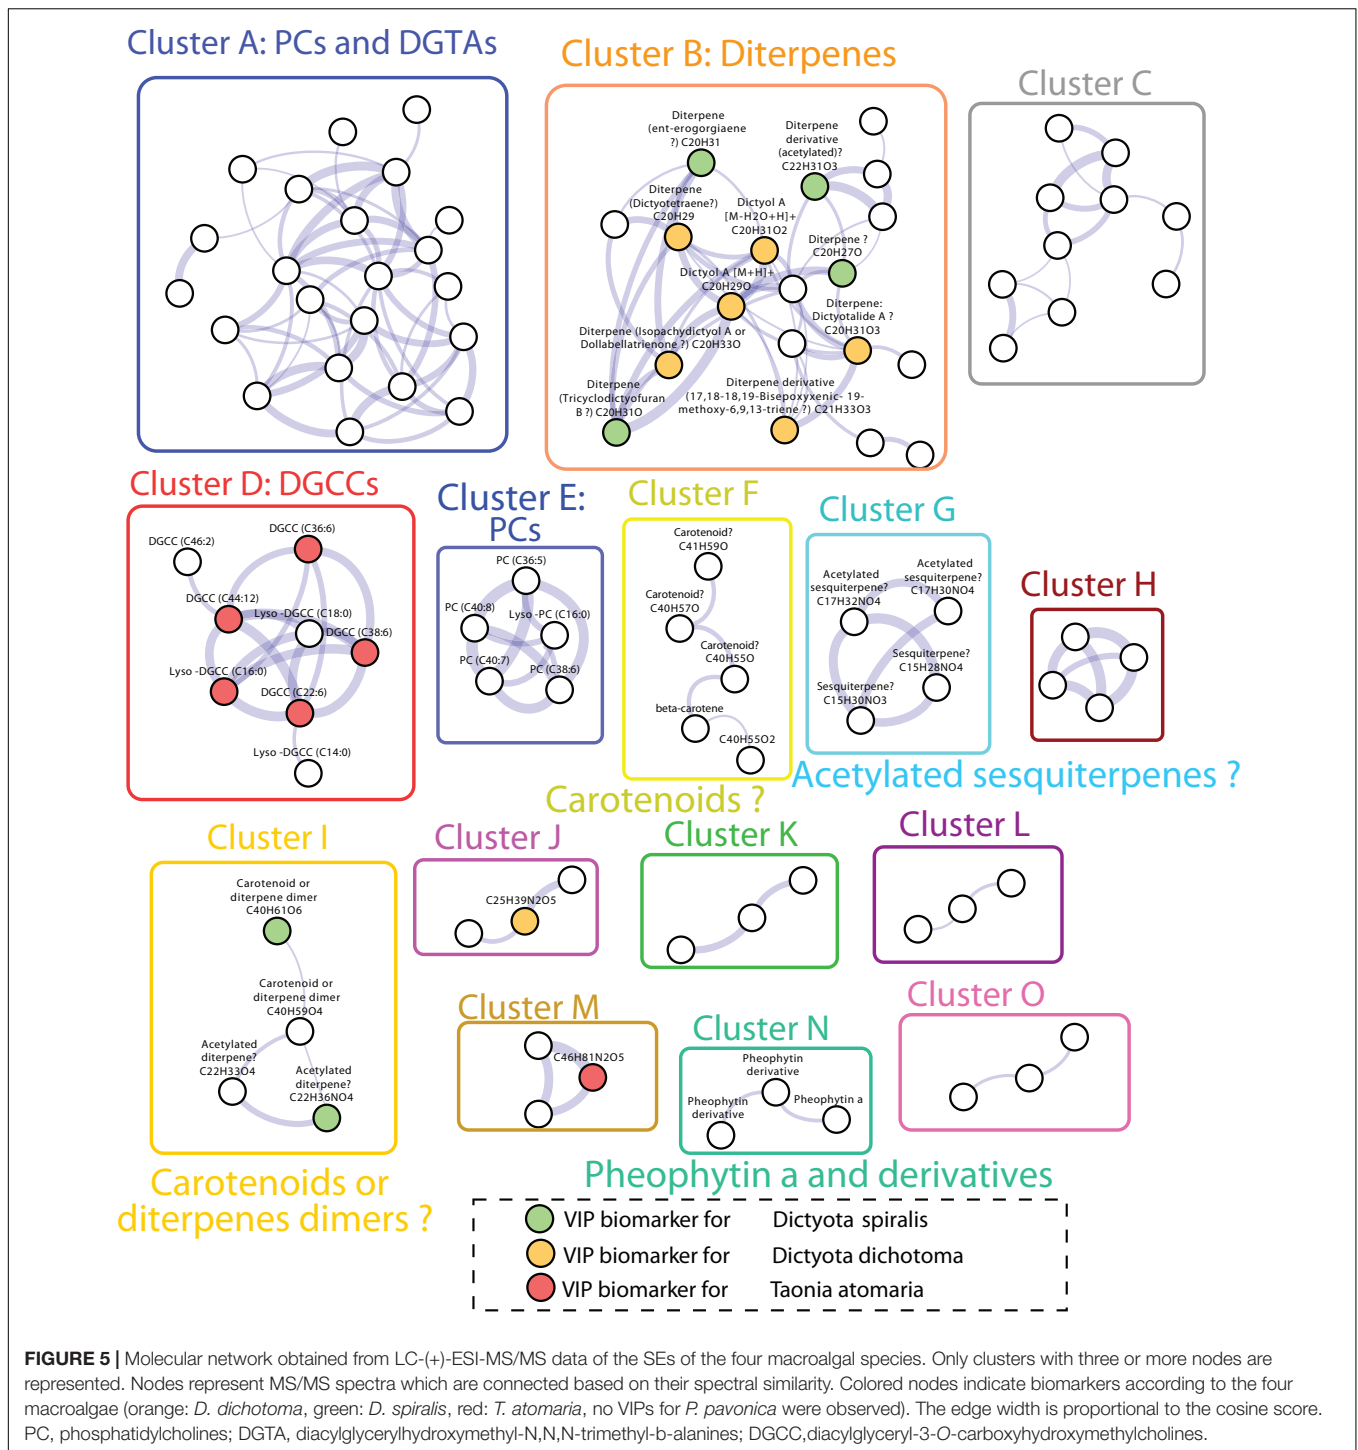 Cluster A: PCs and DGTAs
Cluster B: Diterpenes
Cluster C
Diterpene
(ent-erogorgiaene
?) C20H31
Diterpene
derivative
(acetylated)?
C22H31O3
Diterpene
(Dictyotetraene?)
C20H29
Dictyol A
[M-H2O+H]+
C20H31O2
Diterpene ?
C20H27O
Dictyol A [M+H]+
C20H29O
Diterpene:
Dictyotalide A ?
C20H31O3
Diterpene (Isopachydictyol A or
Dollabellatrienone ?) C20H33O
Diterpene
(Tricyclodictyofuran
B ?) C20H31O
Diterpene derivative
(17,18-18,19-Bisepoxyxenic- 19-
methoxy-6,9,13-triene ?) C21H33O3
Cluster D: DGCCs
DGCC (C46:2)
DGCC (C36:6)
DGCC (C44:12)
Lyso -DGCC (C18:0)
DGCC (C38:6)
Lyso -DGCC (C16:0)
DGCC (C22:6)
Lyso -DGCC (C14:0)
Cluster E:
PCs
PC (C36:5)
PC (C40:8)
Lyso -PC (C16:0)
PC (C40:7)
PC (C38:6)
Cluster F
Carotenoid?
C41H59O
Carotenoid?
C40H57O
Carotenoid?
C40H55O
beta-carotene
C40H55O2
Carotenoids ?
Cluster G
Acetylated
sesquiterpene?
C17H32NO4
Acetylated
sesquiterpene?
C17H30NO4
Sesquiterpene?
C15H28NO4
Sesquiterpene?
C15H30NO3
Acetylated sesquiterpenes ?
Cluster H
Cluster I
Carotenoid or
diterpene dimer
C40H61O6
Carotenoid or
diterpene dimer
C40H59O4
Acetylated
diterpene?
C22H33O4
Acetylated
diterpene?
C22H36NO4
Carotenoids or
diterpenes dimers ?
Cluster J
C25H39N2O5
Cluster K
Cluster L
Cluster M
C46H81N2O5
Cluster N
Pheophytin
derivative
Pheophytin
derivative
Pheophytin a
Pheophytin a and derivatives
Cluster O
VIP biomarker for Dictyota spiralis
VIP biomarker for Dictyota dichotoma
VIP biomarker for Taonia atomaria
FIGURE 5 | Molecular network obtained from LC-(+)-ESI-MS/MS data of the SEs of the four macroalgal species. Only clusters with three or more nodes are
represented. Nodes represent MS/MS spectra which are connected based on their spectral similarity. Colored nodes indicate biomarkers according to the four
macroalgae (orange: D. dichotoma, green: D. spiralis, red: T. atomaria, no VIPs for P. pavonica were observed). The edge width is proportional to the cosine score.
PC, phosphatidylcholines; DGTA, diacylglycerylhydroxymethyl-N,N,N-trimethyl-b-alanines; DGCC,diacylglyceryl-3-O-carboxyhydroxymethylcholines.